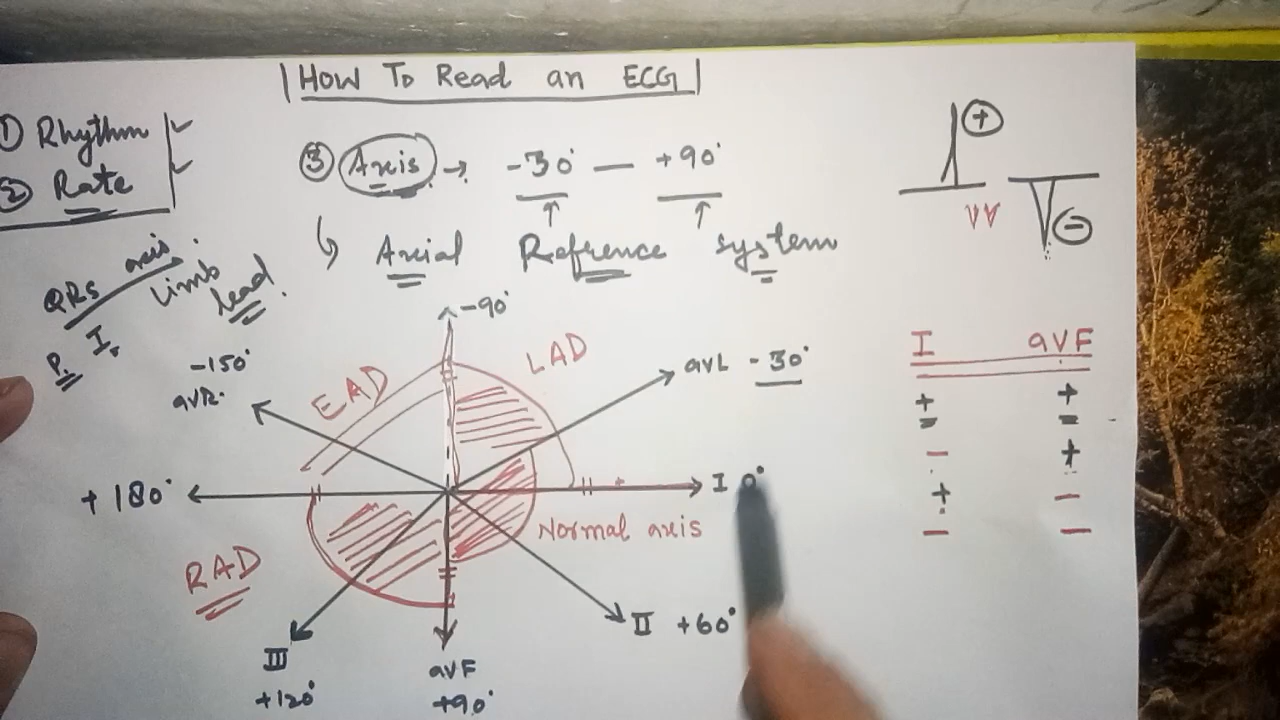 How To Read an ECG
① Rhythm
② Rate
③ Axis → -30° — +90°
Axial Reference system
QRS axis
limb lead
P. I.
+
-
-90°
LAD
EAD
-150°
avR.
avL -30°
+180°
I 0°
Normal axis
RAD
II +60°
III
+120°
avF
+90°
I avF
+ +
- +
+ -
- -